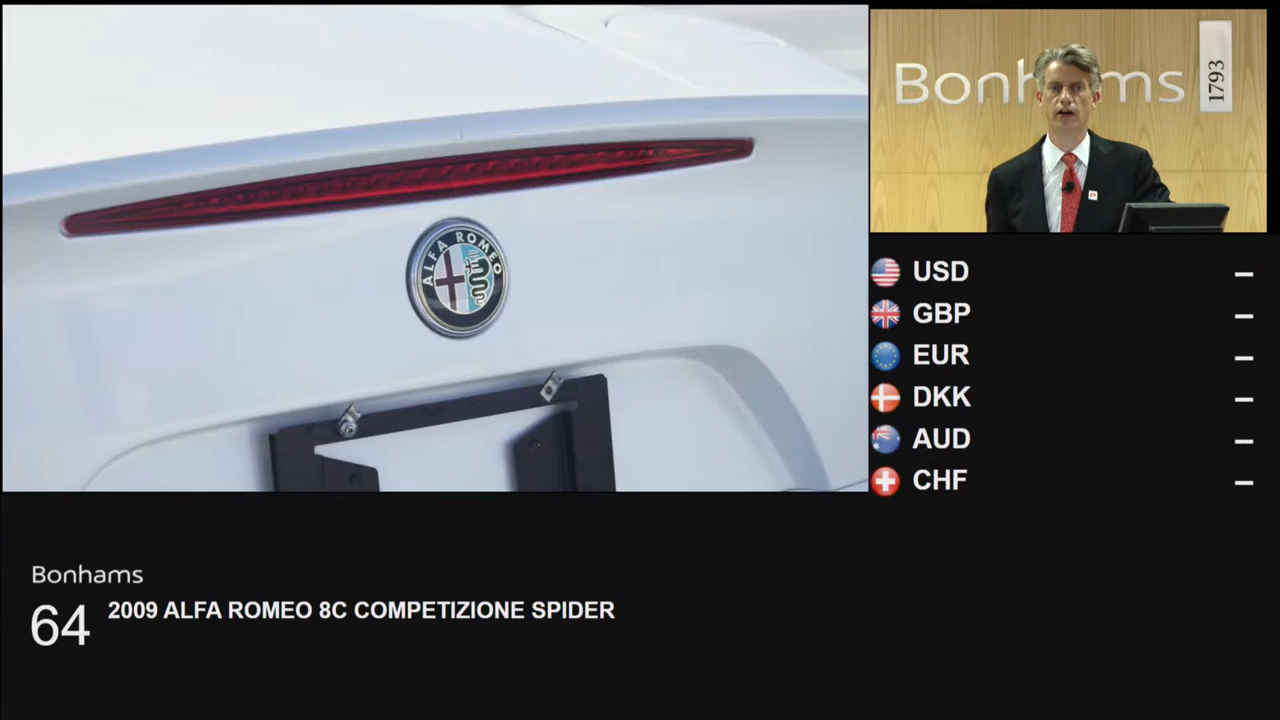 ALFA ROMEO
Bonhams
1793
USD –
GBP –
EUR –
DKK –
AUD –
CHF –
Bonhams
64
2009 ALFA ROMEO 8C COMPETIZIONE SPIDER